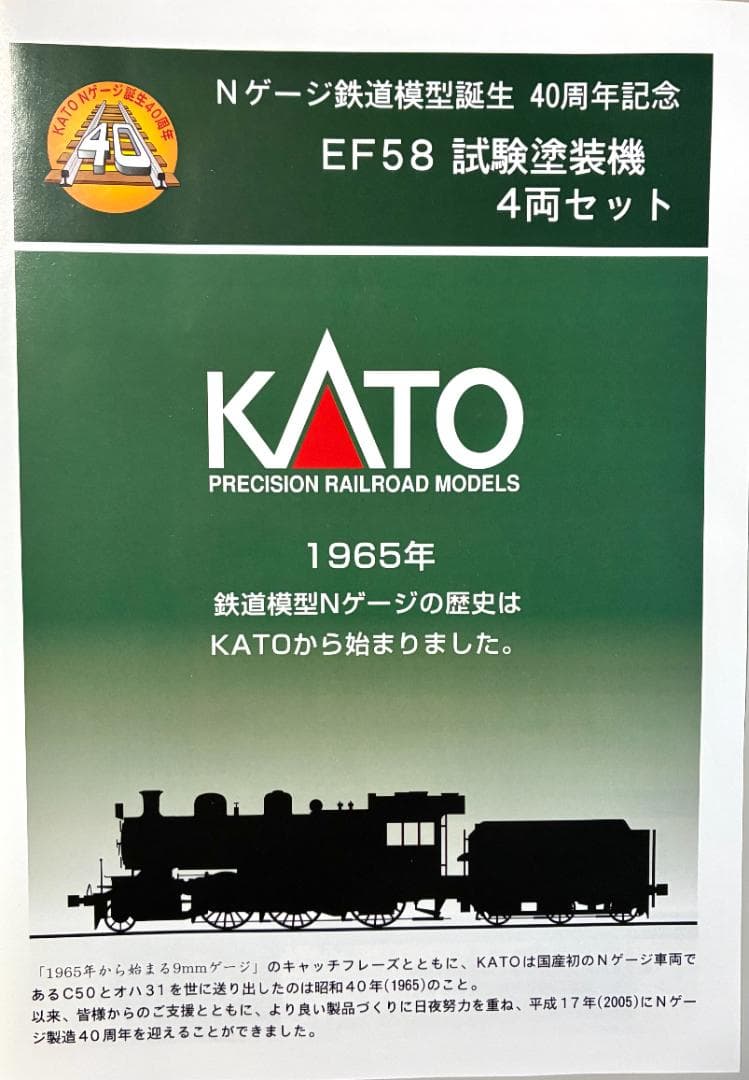 KATO Nゲージ誕生40周年
40
Nゲージ鉄道模型誕生 40周年記念
EF58 試験塗装機
4両セット
KATO
PRECISION RAILROAD MODELS
1965年
鉄道模型Nゲージの歴史は
KATOから始まりました。
「1965年から始まる9mmゲージ」のキャッチフレーズとともに、KATOは国産初のNゲージ車両で
あるC50とオハ31を世に送り出したのは昭和40年(1965)のこと。
以来、皆様からのご支援とともに、より良い製品づくりに日夜努力を重ね、平成17年(2005)にNゲー
ジ製造40周年を迎えることができました。